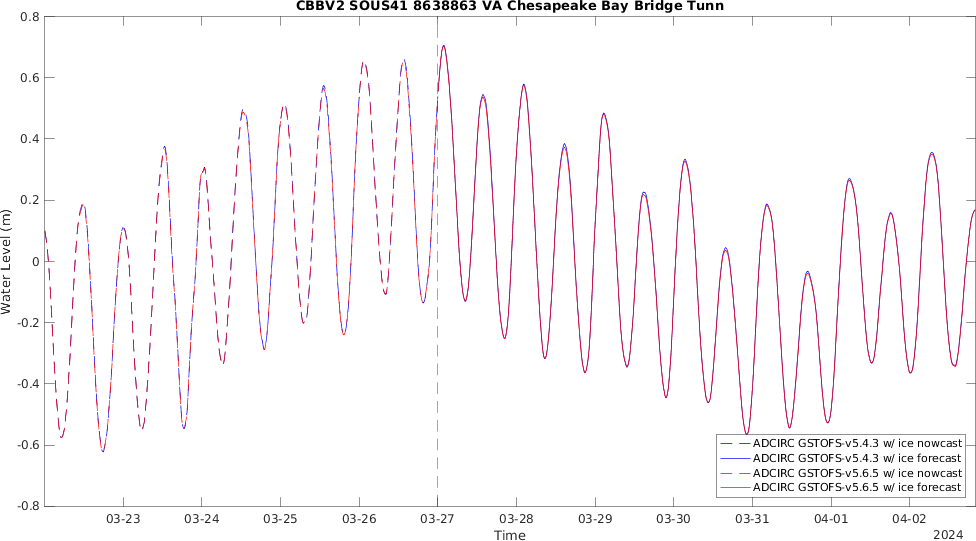 CBBV2 SOUS41 8638863 VA Chesapeake Bay Bridge Tunn
Water Level (m)
0.8
0.6
0.4
0.2
0
-0.2
-0.4
-0.6
-0.8
ADCIRC GSTOFS-v5.4.3 w/ ice nowcast
ADCIRC GSTOFS-v5.4.3 w/ ice forecast
ADCIRC GSTOFS-v5.6.5 w/ ice nowcast
ADCIRC GSTOFS-v5.6.5 w/ ice forecast
03-23 03-24 03-25 03-26 03-27 03-28 03-29 03-30 03-31 04-01 04-02
Time
2024